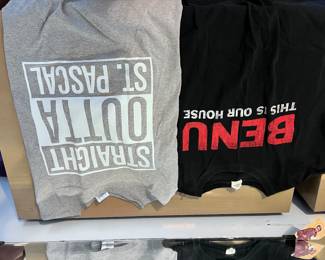 STRAIGHT
OUTTA
ST. PASCAL
BENU
THIS IS OUR HOUSE